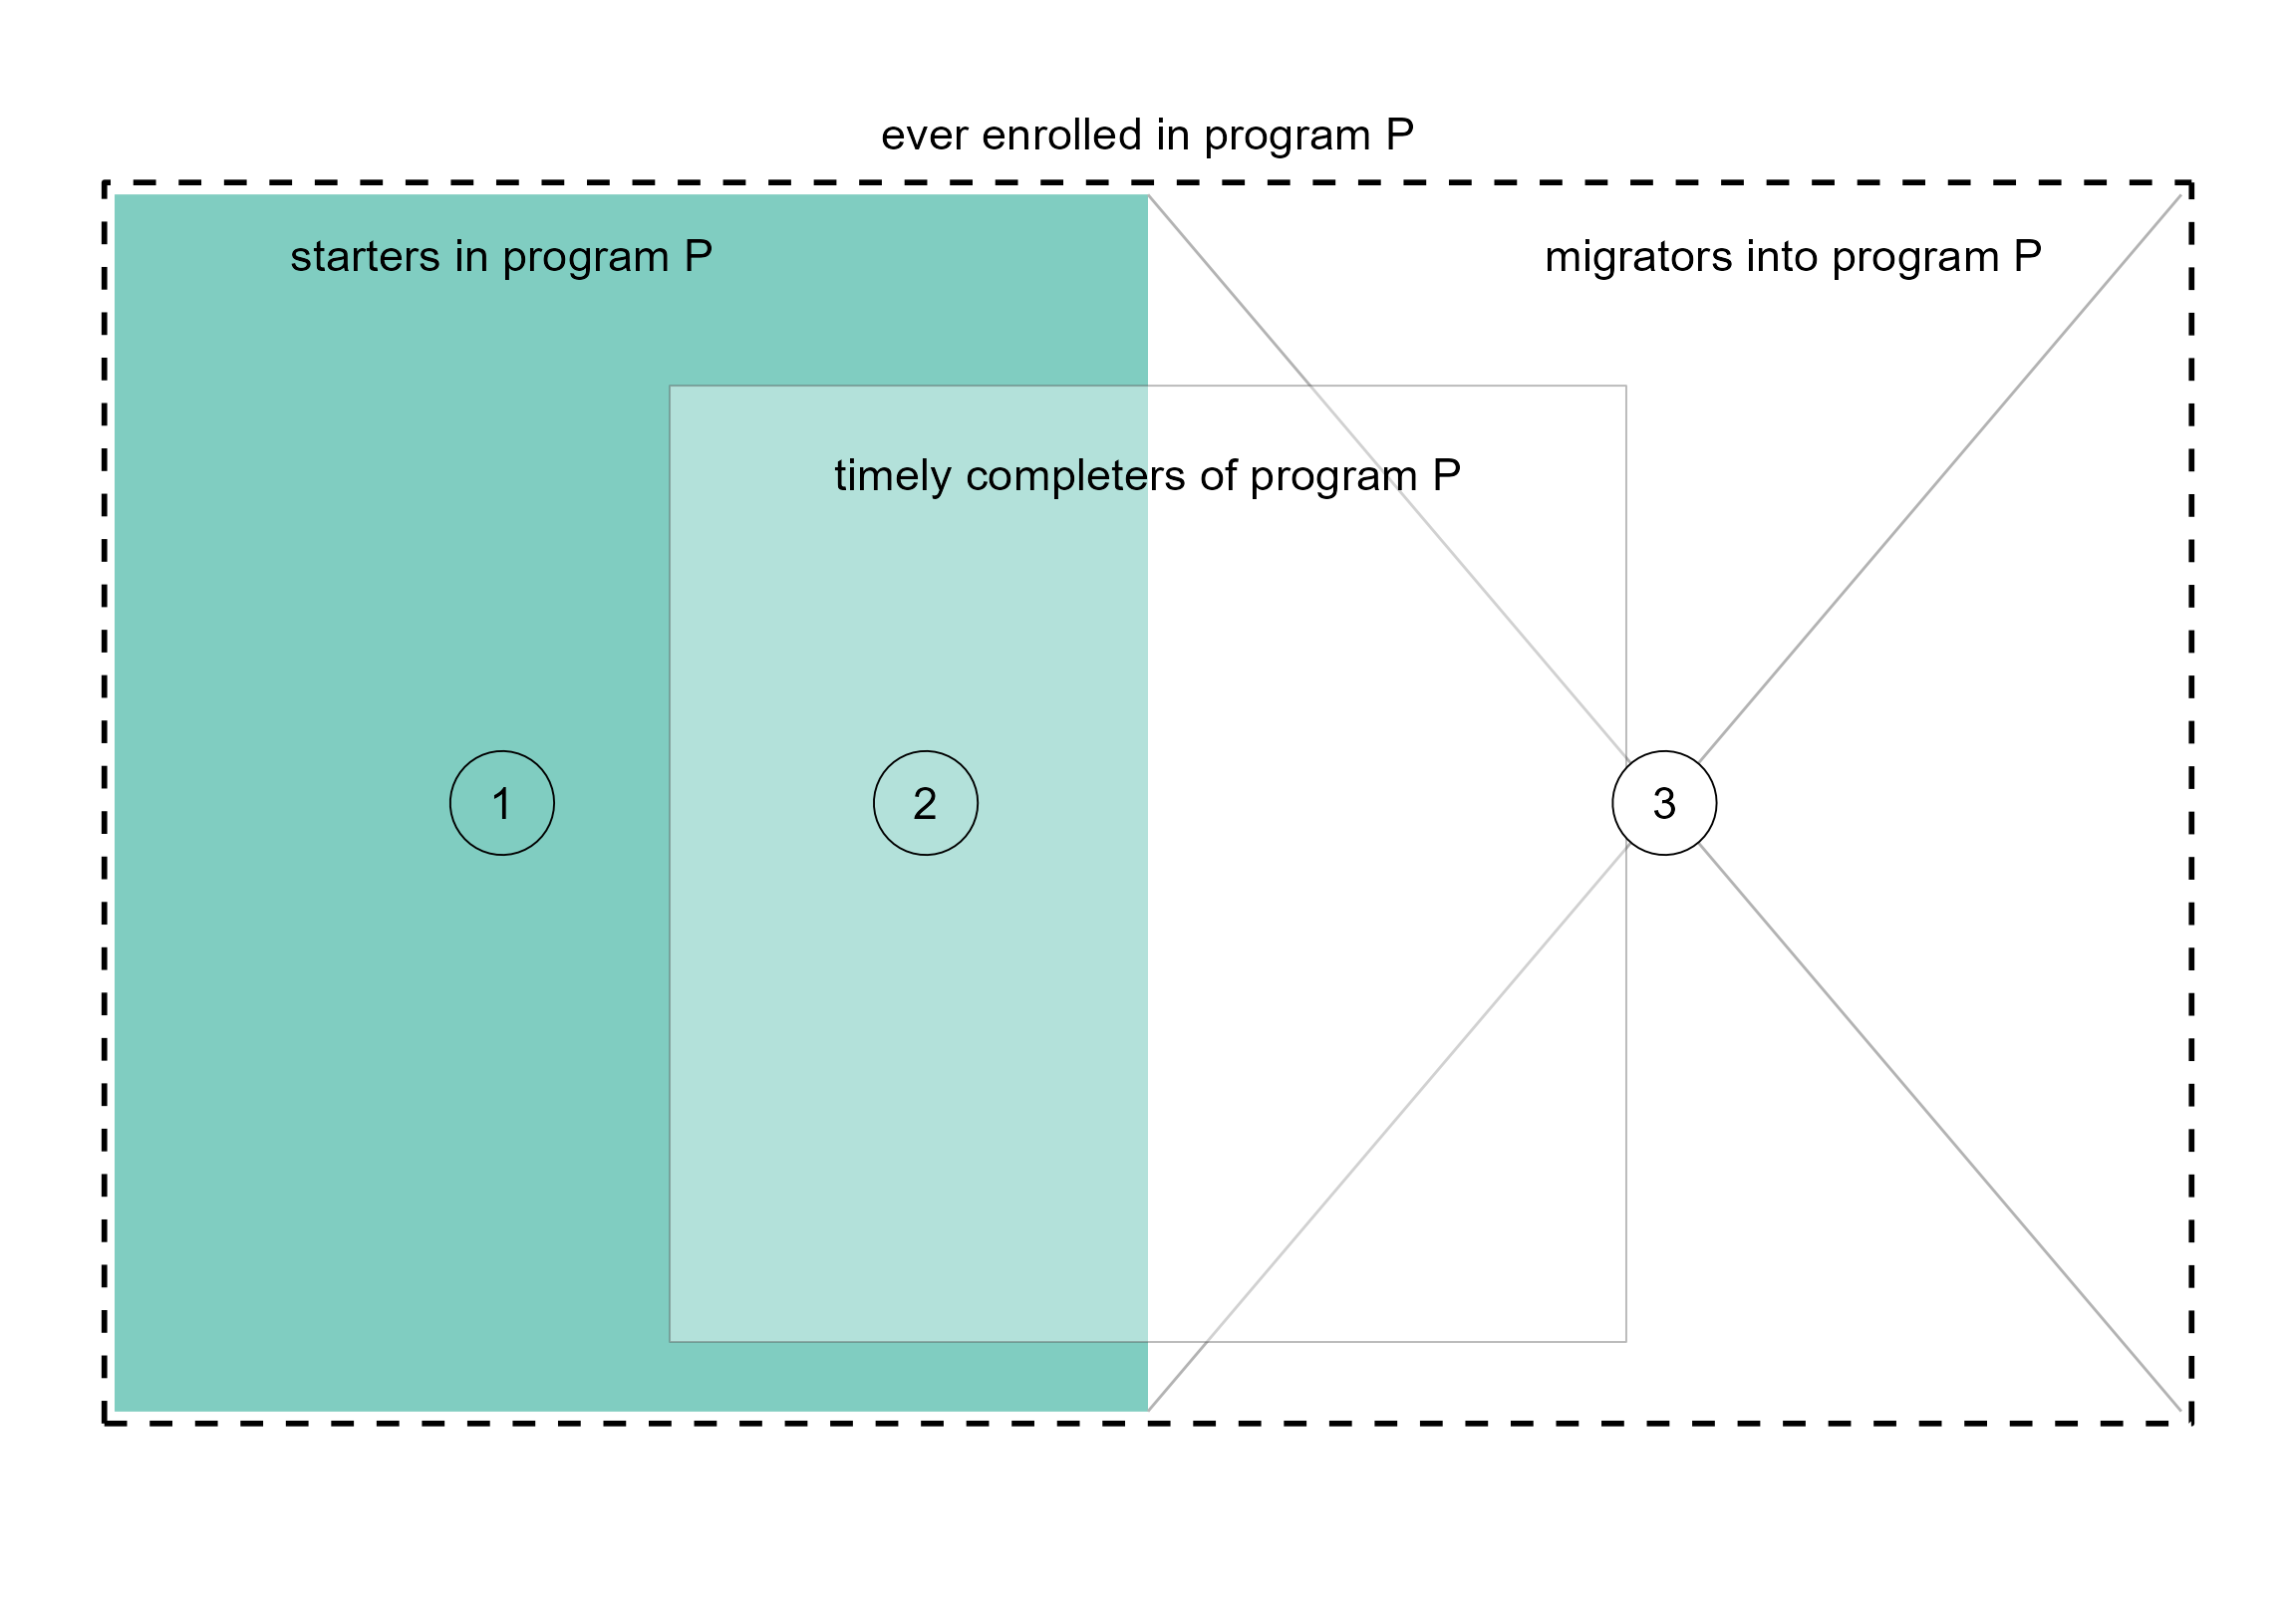 ever enrolled in program P
starters in program P
migrators into program P
timely completers of program P
1
2
3